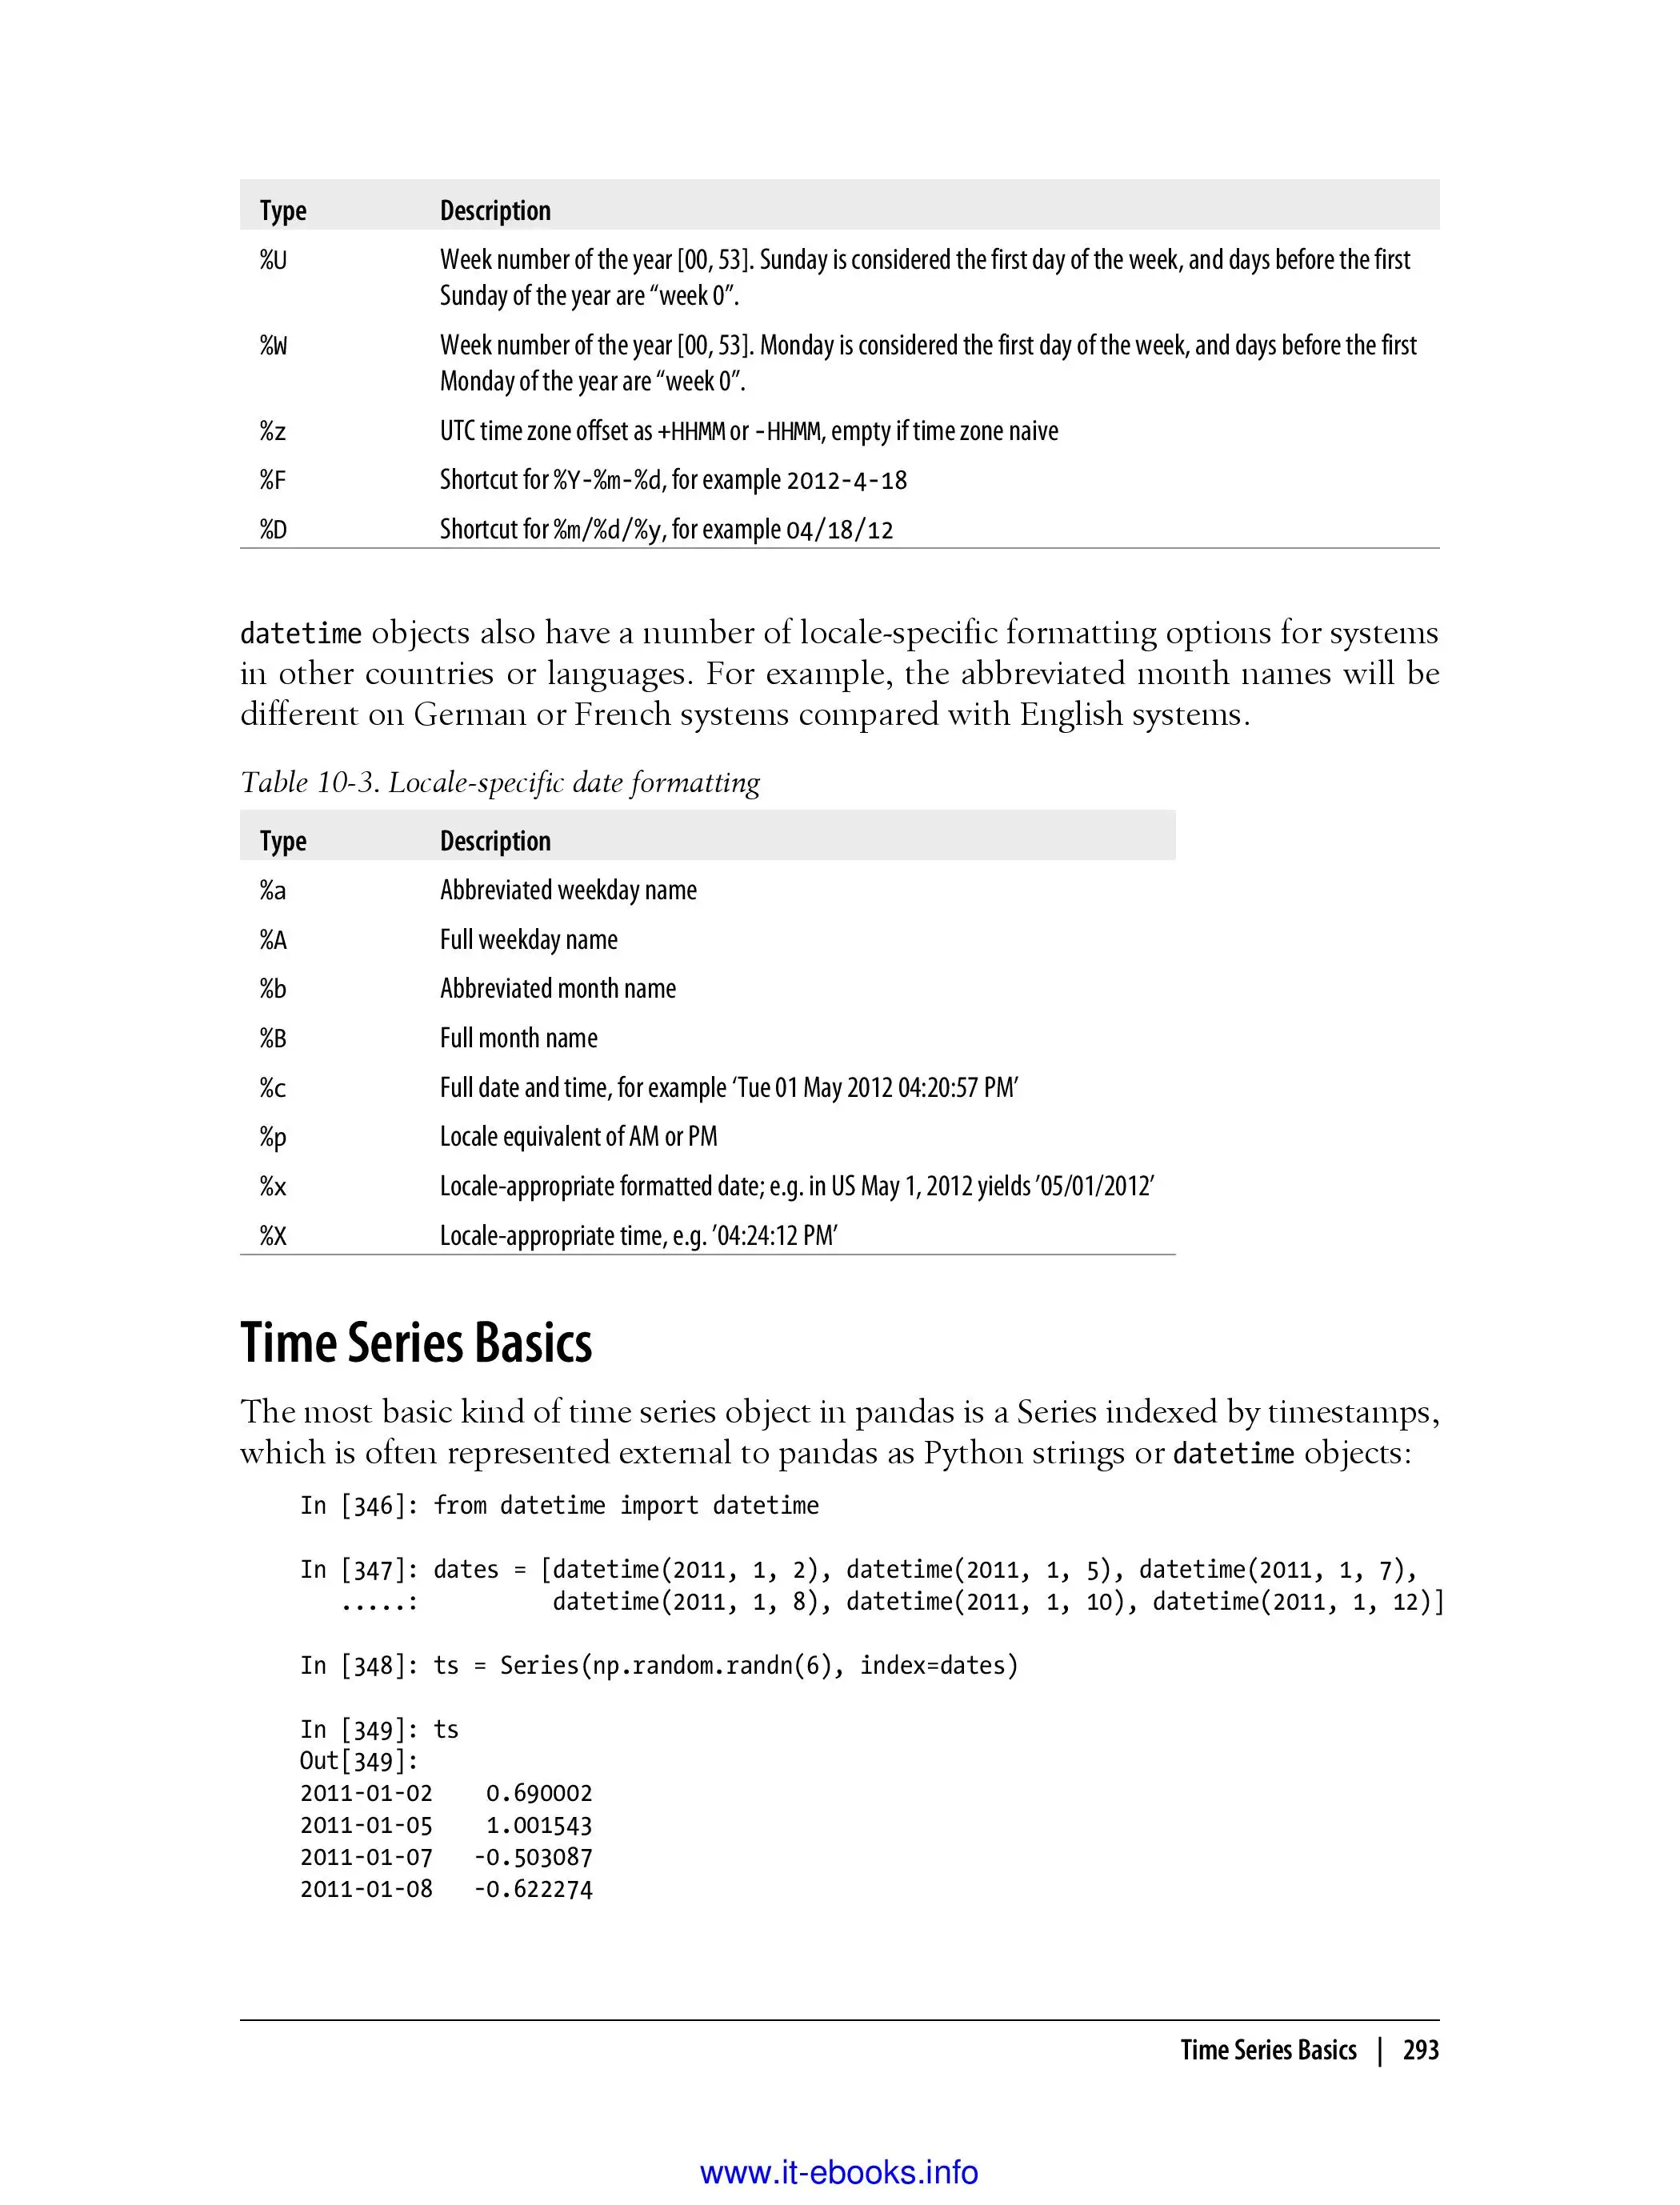 Type Description
%U Week number of the year [00, 53]. Sunday is considered the first day of the week, and days before the first
Sunday of the year are “week 0”.
%W Week number of the year [00, 53]. Monday is considered the first day of the week, and days before the first
Monday of the year are “week 0”.
%z UTC time zone offset as +HHMM or -HHMM, empty if time zone naive
%F Shortcut for %Y-%m-%d, for example 2012-4-18
%D Shortcut for %m/%d/%y, for example 04/18/12
datetime objects also have a number of locale-specific formatting options for systems
in other countries or languages. For example, the abbreviated month names will be
different on German or French systems compared with English systems.
Table 10-3. Locale-specific date formatting
Type Description
%a Abbreviated weekday name
%A Full weekday name
%b Abbreviated month name
%B Full month name
%c Full date and time, for example ‘Tue 01 May 2012 04:20:57 PM’
%p Locale equivalent of AM or PM
%x Locale-appropriate formatted date; e.g. in US May 1, 2012 yields ’05/01/2012’
%X Locale-appropriate time, e.g. ’04:24:12 PM’
Time Series Basics
The most basic kind of time series object in pandas is a Series indexed by timestamps,
which is often represented external to pandas as Python strings or datetime objects:
In [346]: from datetime import datetime
In [347]: dates = [datetime(2011, 1, 2), datetime(2011, 1, 5), datetime(2011, 1, 7),
.....: datetime(2011, 1, 8), datetime(2011, 1, 10), datetime(2011, 1, 12)]
In [348]: ts = Series(np.random.randn(6), index=dates)
In [349]: ts
Out[349]:
2011-01-02 0.690002
2011-01-05 1.001543
2011-01-07 -0.503087
2011-01-08 -0.622274
Time Series Basics | 293
www.it-ebooks.info